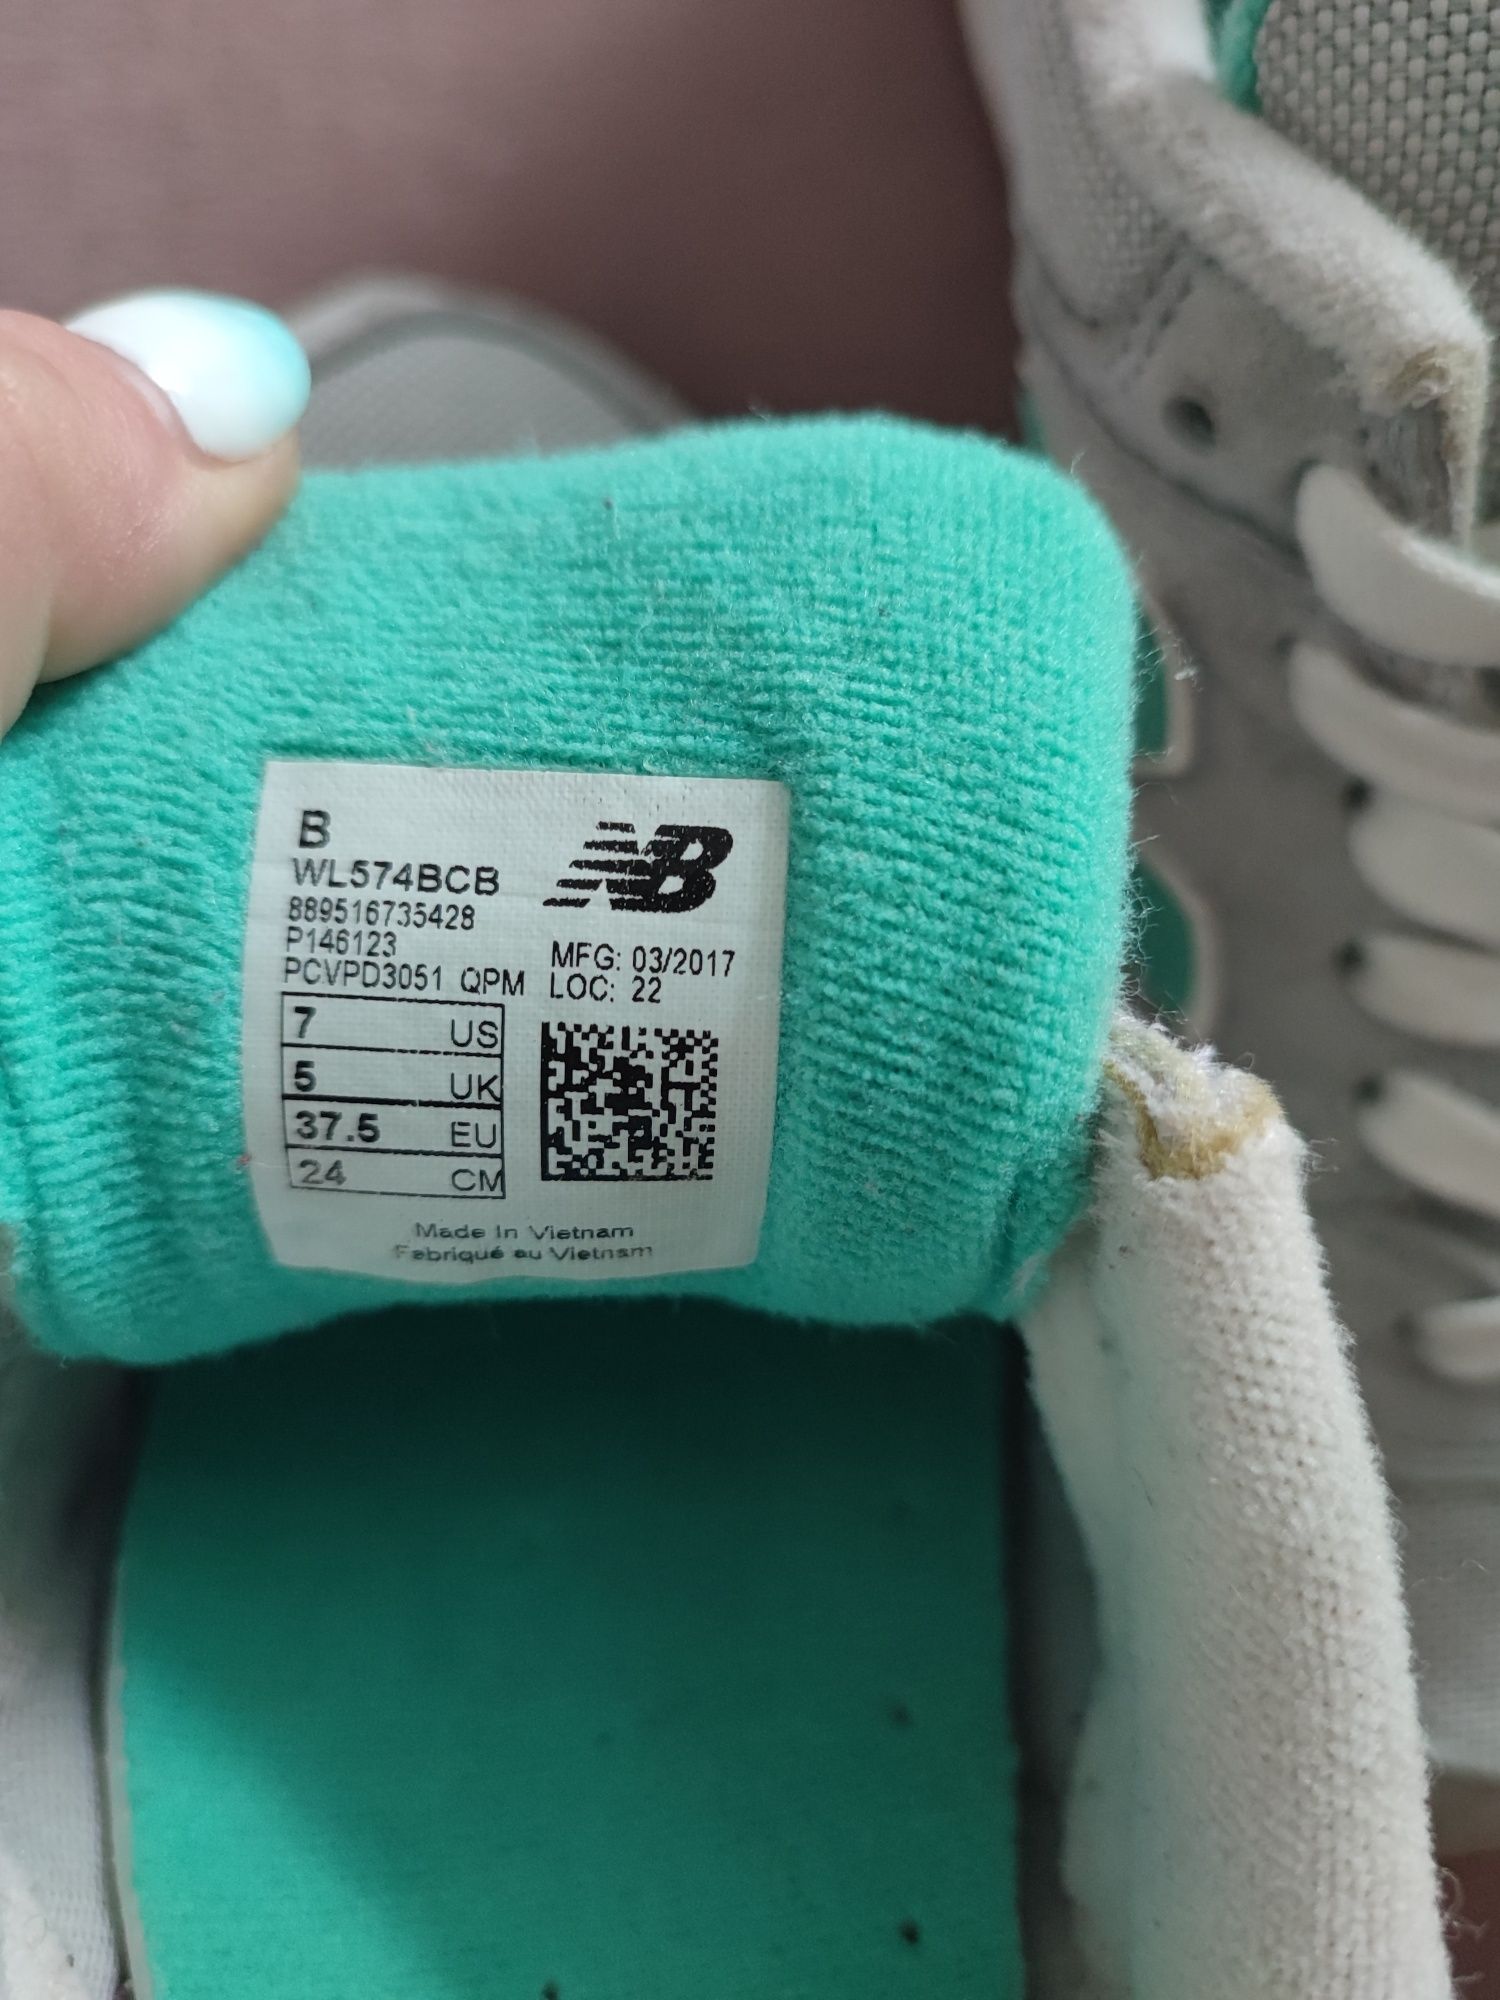 B
WL574BCB
889516735428
P146123
PCVPD3051 QPM
NB
MFG: 03/2017
LOC: 22
7 US
5 UK
37.5 EU
24 CM
Made In Vietnam
Fabriqué au Vietnam